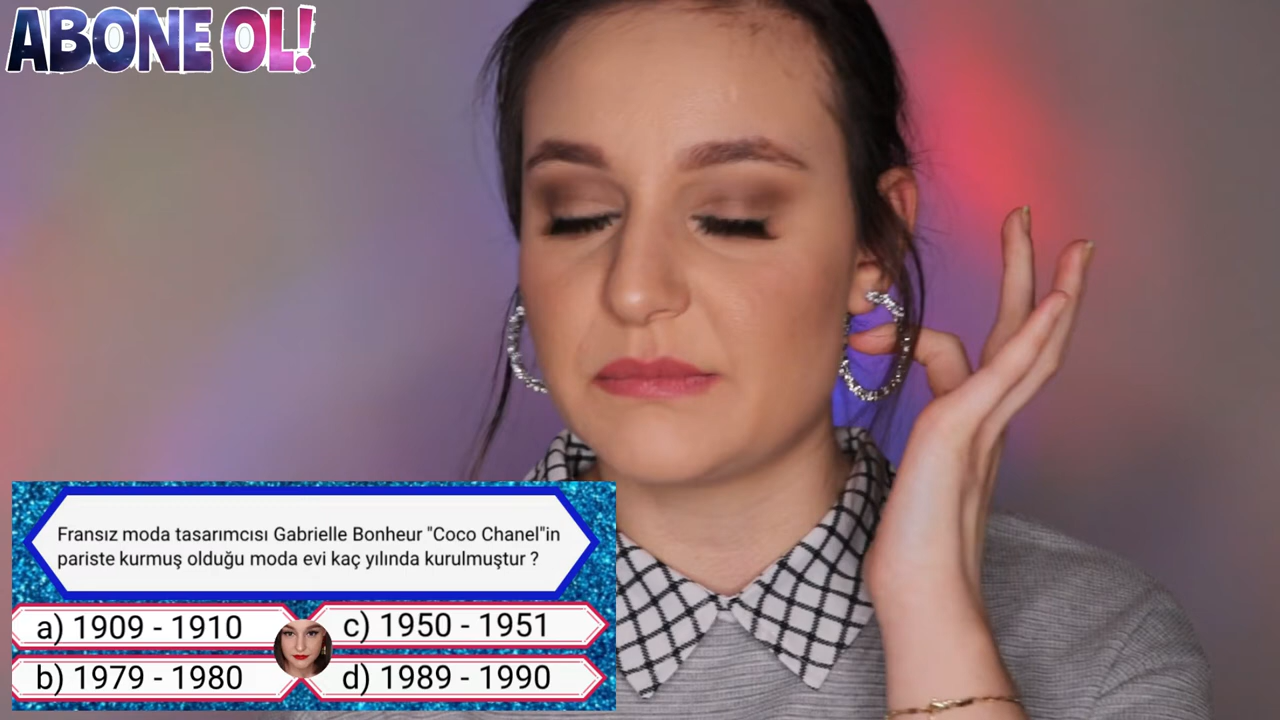 ABONE OL!
Fransız moda tasarımcısı Gabrielle Bonheur "Coco Chanel"in
pariste kurmuş olduğu moda evi kaç yılında kurulmuştur ?
a) 1909 - 1910
c) 1950 - 1951
b) 1979 - 1980
d) 1989 - 1990